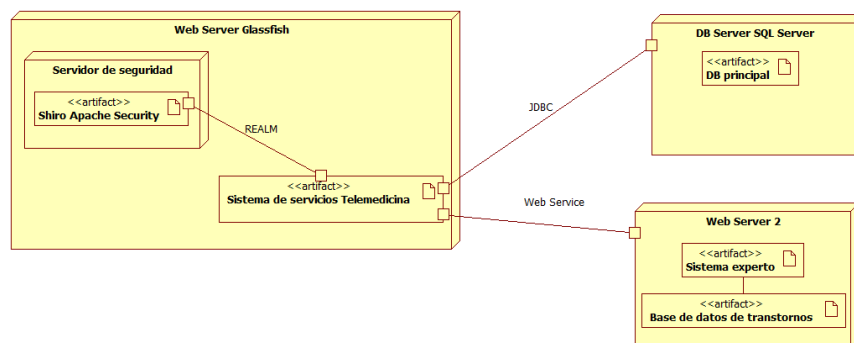 Web Server Glassfish
Servidor de seguridad
<<artifact>>
Shiro Apache Security
REALM
<<artifact>>
Sistema de servicios Telemedicina
JDBC
Web Service
DB Server SQL Server
<<artifact>>
DB principal
Web Server 2
<<artifact>>
Sistema experto
<<artifact>>
Base de datos de transtornos